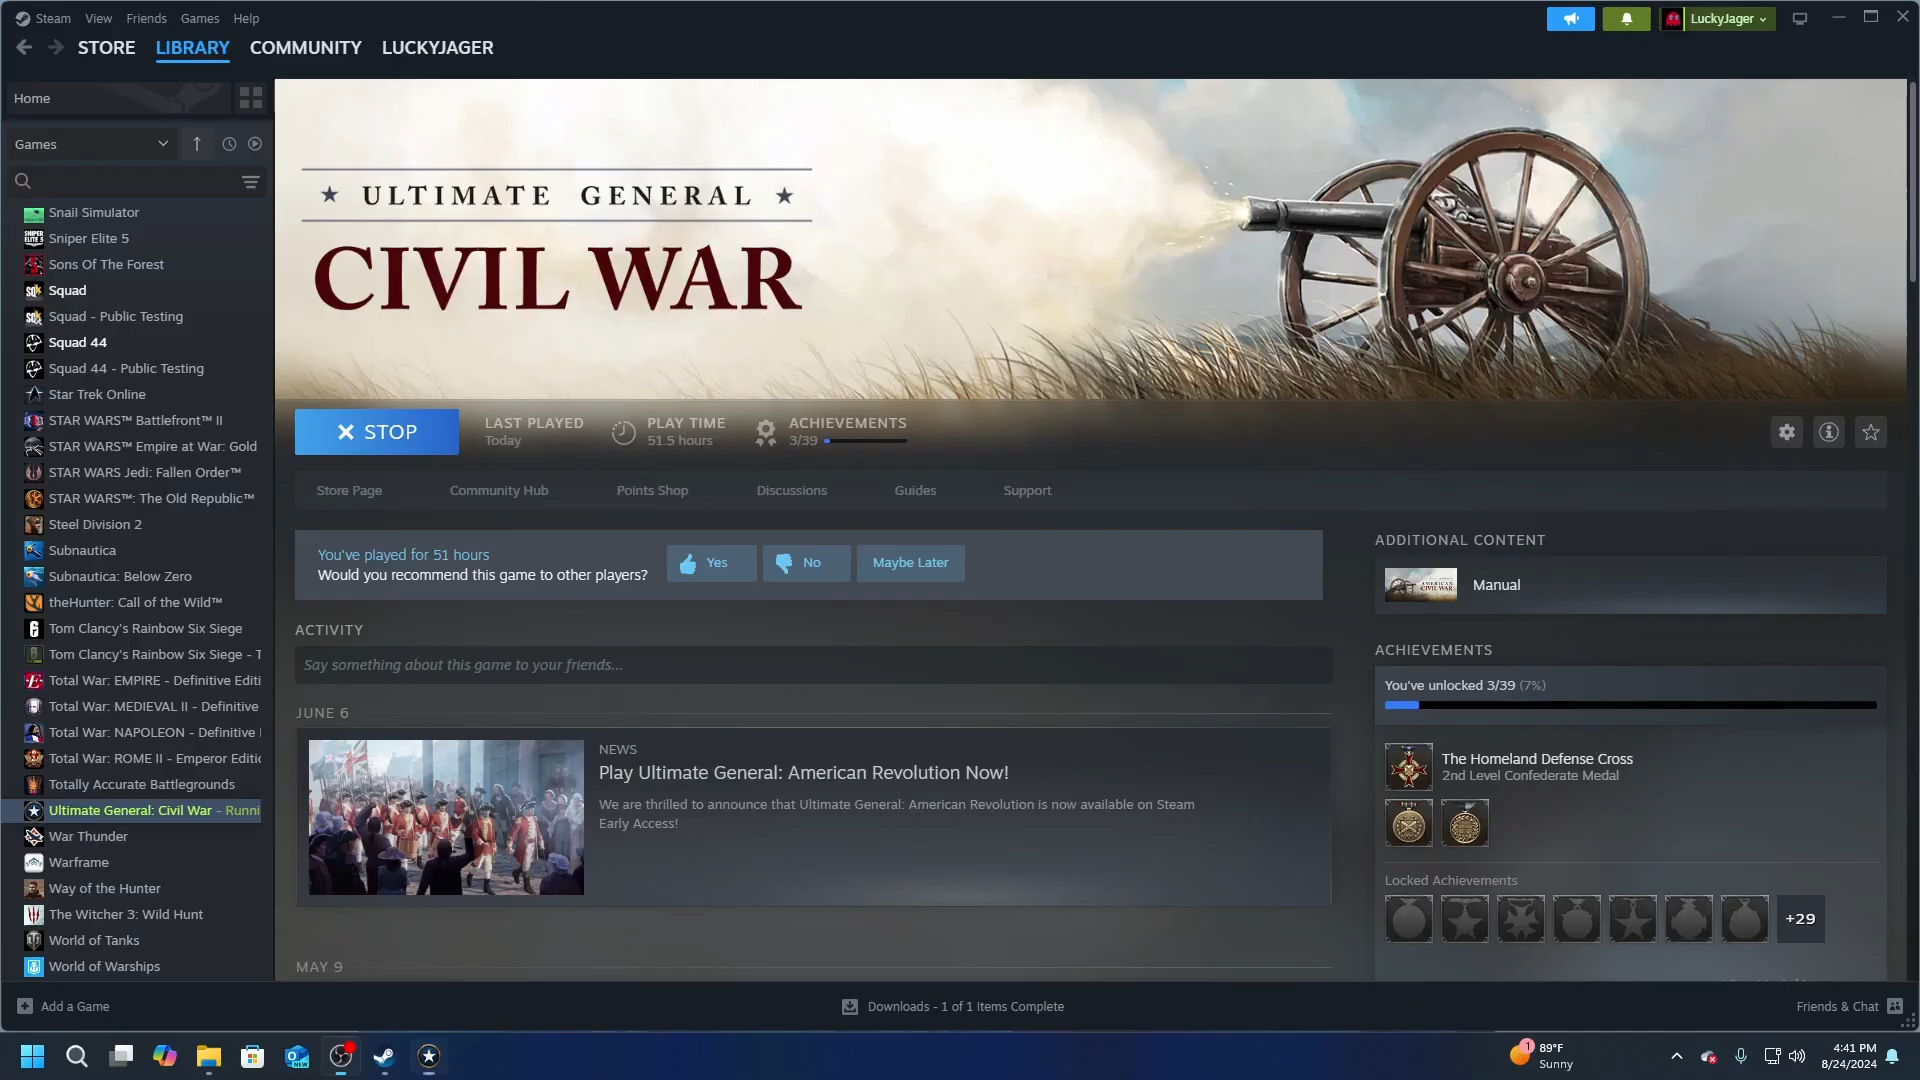 Steam View Friends Games Help
LuckyJager
STORE LIBRARY COMMUNITY LUCKYJAGER
Home
Games
Snail Simulator
Sniper Elite 5
Sons Of The Forest
Squad
Squad - Public Testing
Squad 44
Squad 44 - Public Testing
Star Trek Online
STAR WARS™ Battlefront™ II
STAR WARS™ Empire at War: Gold
STAR WARS Jedi: Fallen Order™
STAR WARS™: The Old Republic™
Steel Division 2
Subnautica
Subnautica: Below Zero
theHunter: Call of the Wild™
Tom Clancy's Rainbow Six Siege
Tom Clancy's Rainbow Six Siege - T
Total War: EMPIRE - Definitive Editi
Total War: MEDIEVAL II - Definitive
Total War: NAPOLEON - Definitive
Total War: ROME II - Emperor Editio
Totally Accurate Battlegrounds
Ultimate General: Civil War - Runni
War Thunder
Warframe
Way of the Hunter
The Witcher 3: Wild Hunt
World of Tanks
World of Warships
ULTIMATE GENERAL
CIVIL WAR
STOP
LAST PLAYED
Today
PLAY TIME
51.5 hours
ACHIEVEMENTS
3/39
Store Page Community Hub Points Shop Discussions Guides Support
You've played for 51 hours
Would you recommend this game to other players?
Yes
No
Maybe Later
ACTIVITY
Say something about this game to your friends...
JUNE 6
NEWS
Play Ultimate General: American Revolution Now!
We are thrilled to announce that Ultimate General: American Revolution is now available on Steam
Early Access!
MAY 9
ADDITIONAL CONTENT
Manual
ACHIEVEMENTS
You've unlocked 3/39 (7%)
The Homeland Defense Cross
2nd Level Confederate Medal
Locked Achievements
+29
Add a Game
Downloads - 1 of 1 Items Complete
Friends & Chat
1
89°F
Sunny
4:41 PM
8/24/2024